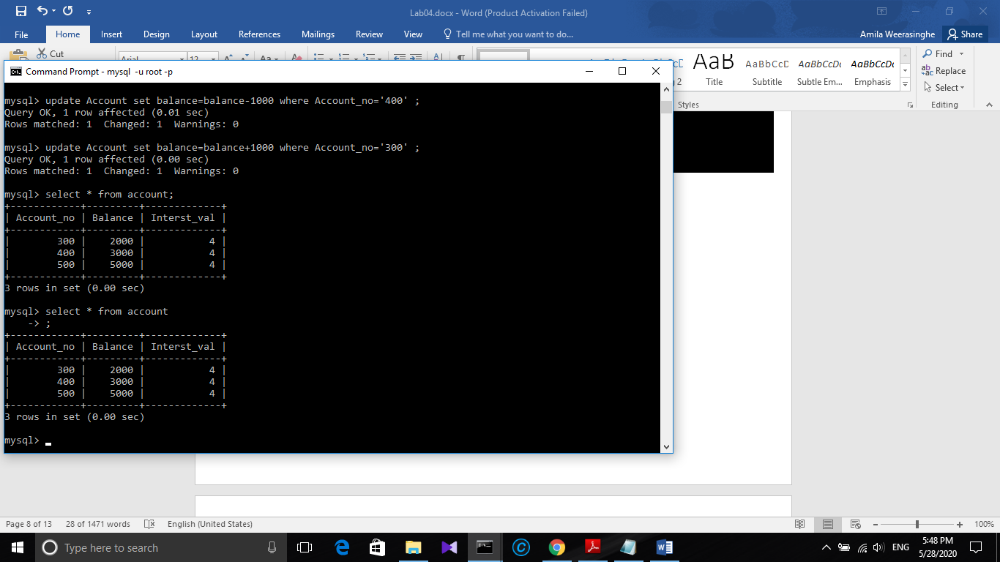 Lab04.docx - Word (Product Activation Failed)
File Home Insert Design Layout References Mailings Review View Tell me what you want to do... Amila Weerasinghe Share
Cut
Arial 12
AaB AaBbCcD AaBbCcDc AaBbCcDc
2 Title Subtitle Subtle Em... Emphasis
Styles
Find
Replace
Select
Editing
Command Prompt - mysql -u root -p
mysql> update Account set balance=balance-1000 where Account_no='400' ;
Query OK, 1 row affected (0.01 sec)
Rows matched: 1 Changed: 1 Warnings: 0
mysql> update Account set balance=balance+1000 where Account_no='300' ;
Query OK, 1 row affected (0.00 sec)
Rows matched: 1 Changed: 1 Warnings: 0
mysql> select * from account;
+------------+---------+-------------+
| Account_no | Balance | Interst_val |
+------------+---------+-------------+
| 300 | 2000 | 4 |
| 400 | 3000 | 4 |
| 500 | 5000 | 4 |
+------------+---------+-------------+
3 rows in set (0.00 sec)
mysql> select * from account
-> ;
+------------+---------+-------------+
| Account_no | Balance | Interst_val |
+------------+---------+-------------+
| 300 | 2000 | 4 |
| 400 | 3000 | 4 |
| 500 | 5000 | 4 |
+------------+---------+-------------+
3 rows in set (0.00 sec)
mysql>
Page 8 of 13 28 of 1471 words English (United States) 100%
Type here to search
ENG
5:48 PM
5/28/2020